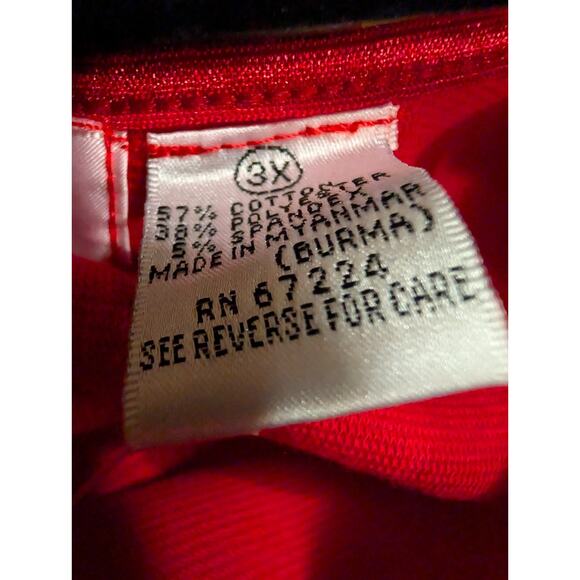 3X
57% COTTON
38% POLYESTER
5% SPANDEX
MADE IN MYANMAR
(BURMA)
RN 67224
SEE REVERSE FOR CARE